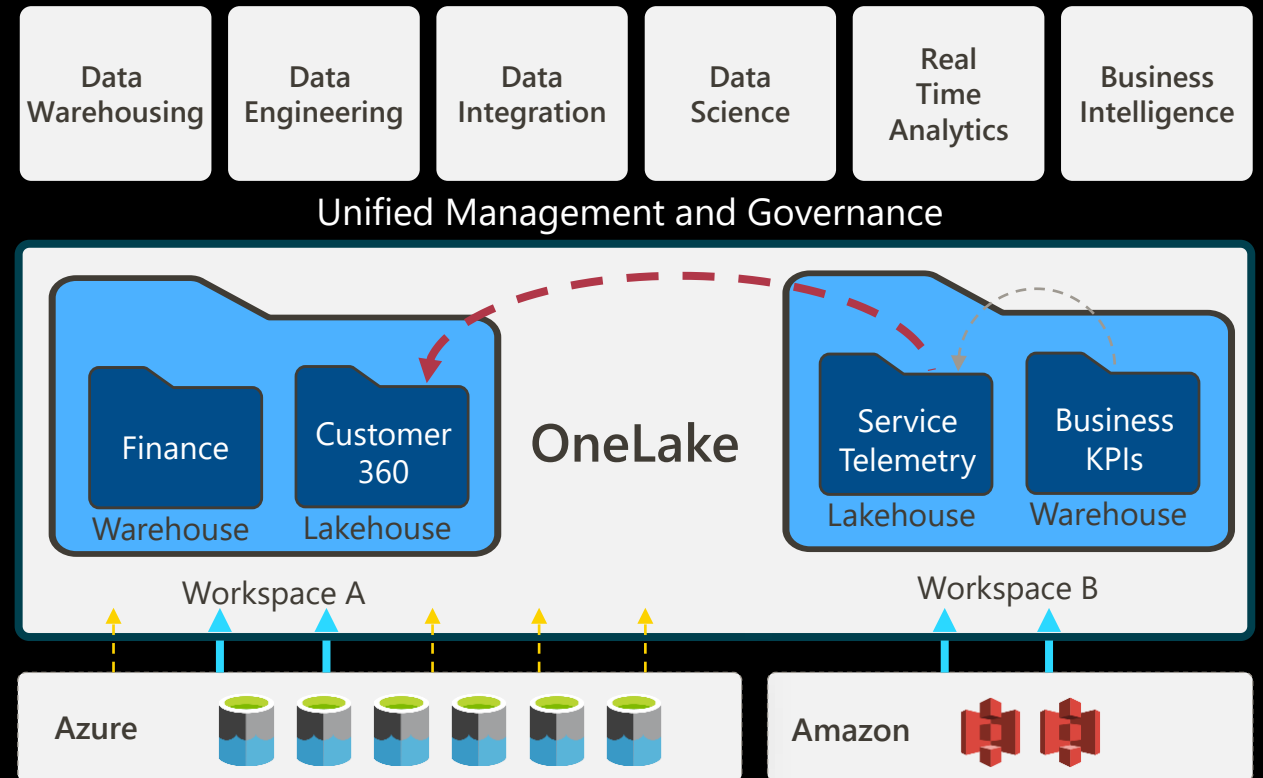 Data
Warehousing
Data
Engineering
Data
Integration
Data
Science
Real
Time
Analytics
Business
Intelligence
Unified Management and Governance
Finance
Warehouse
Customer
360
Lakehouse
Workspace A
OneLake
Service
Telemetry
Lakehouse
Business
KPIs
Warehouse
Workspace B
Azure
Amazon